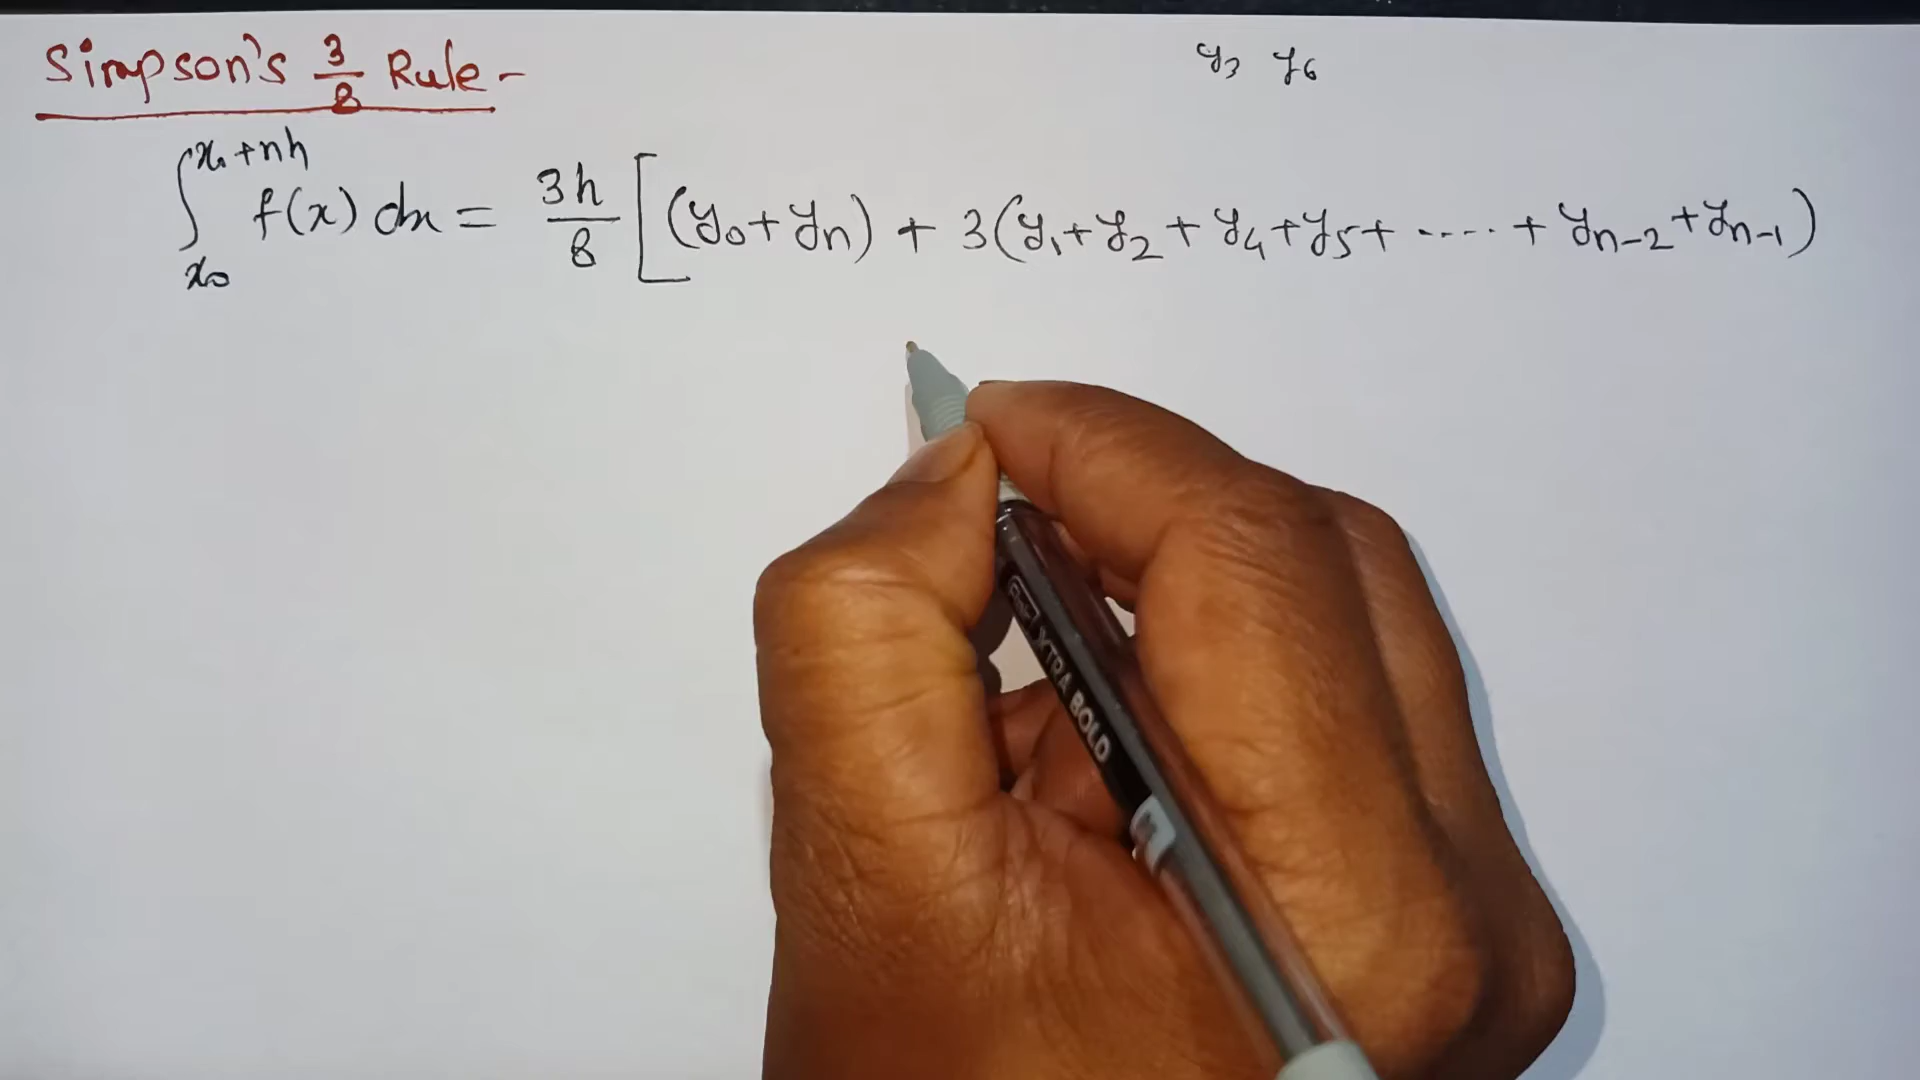 Simpson's 3/8 Rule -
y₃ y₆
∫_{x₀}^{x₀+nh} f(x) dx = 3h/8 [(y₀+yₙ) + 3(y₁+y₂+y₄+y₅+ ..... + yₙ₋₂+yₙ₋₁)
XTRA BOLD